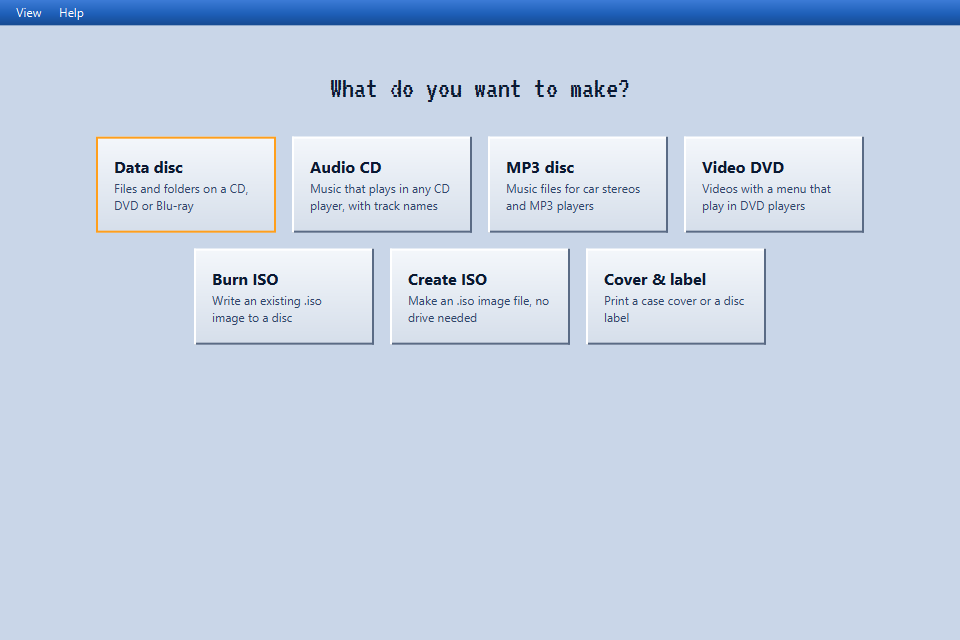 View Help
What do you want to make?
Data disc
Files and folders on a CD,
DVD or Blu-ray
Audio CD
Music that plays in any CD
player, with track names
MP3 disc
Music files for car stereos
and MP3 players
Video DVD
Videos with a menu that
play in DVD players
Burn ISO
Write an existing .iso
image to a disc
Create ISO
Make an .iso image file, no
drive needed
Cover & label
Print a case cover or a disc
label